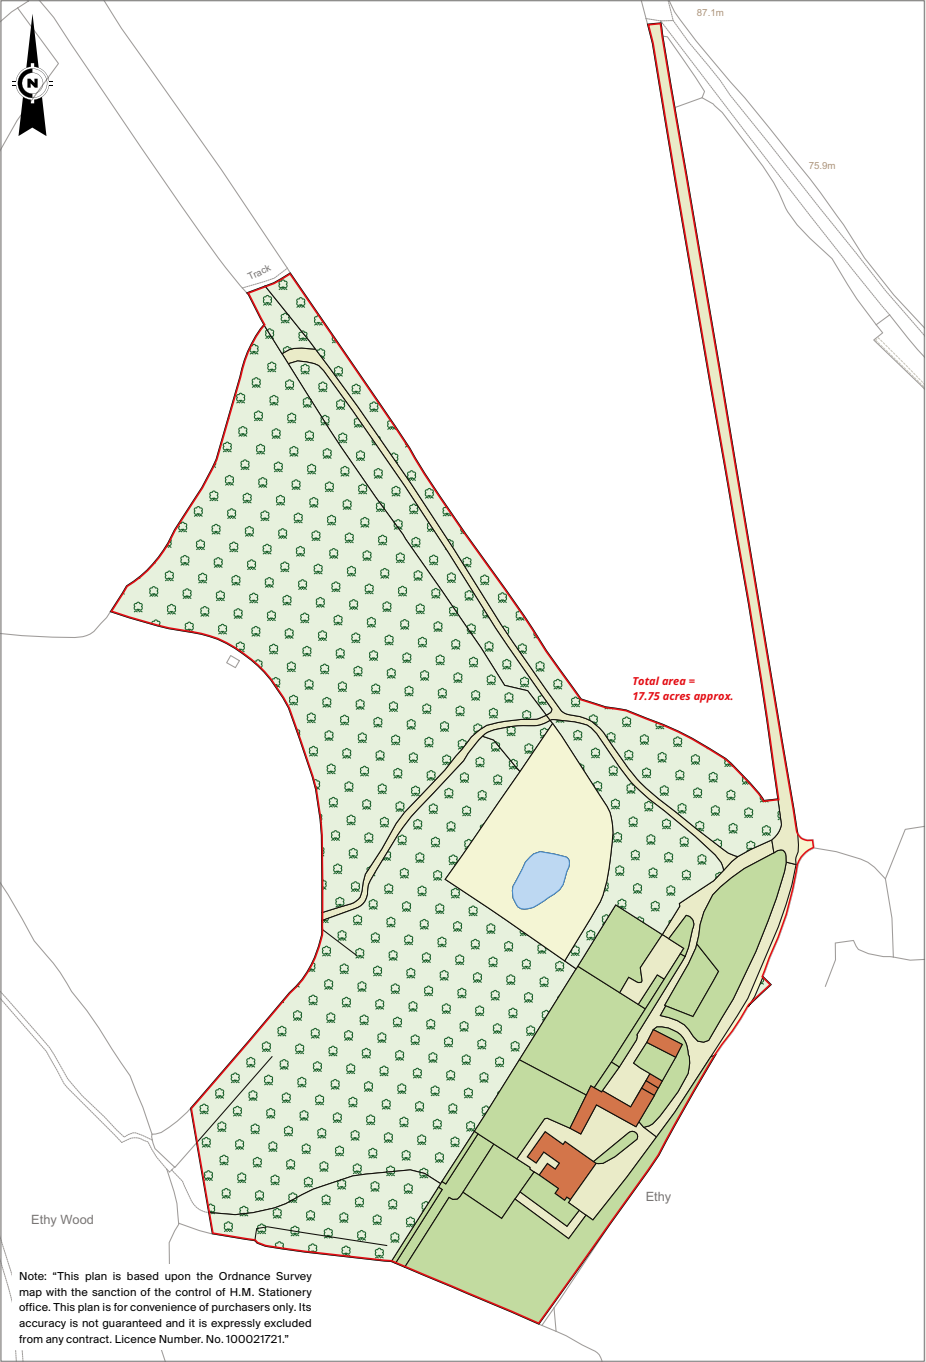 87.1m
N
75.9m
Track
Total area =
17.75 acres approx.
Ethy
Ethy Wood
Note: “This plan is based upon the Ordnance Survey
map with the sanction of the control of H.M. Stationery
office. This plan is for convenience of purchasers only. Its
accuracy is not guaranteed and it is expressly excluded
from any contract. Licence Number. No. 100021721.”